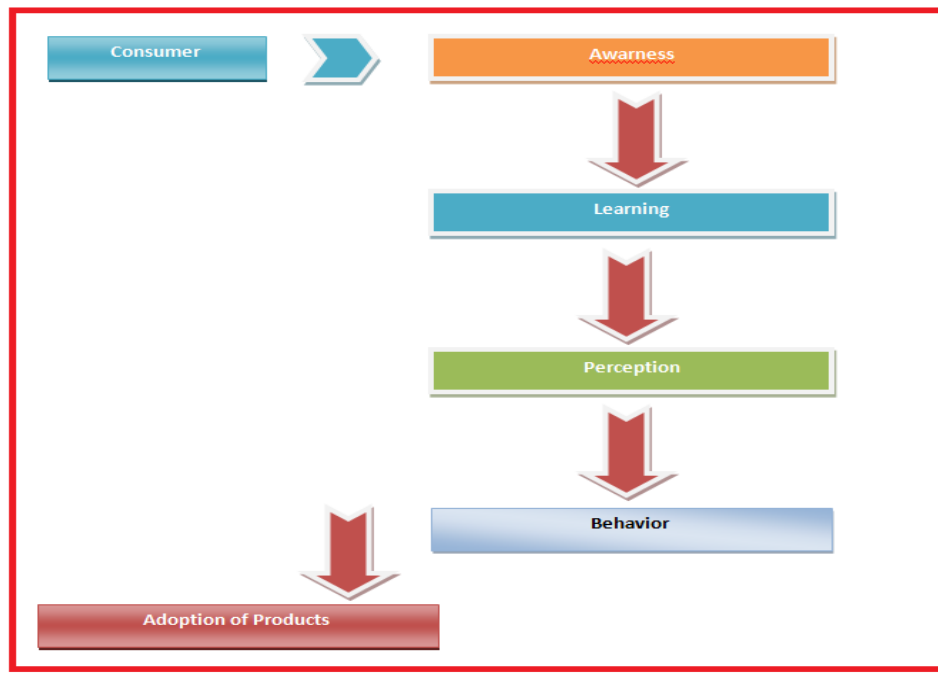 Consumer
Awarness
Learning
Perception
Behavior
Adoption of Products